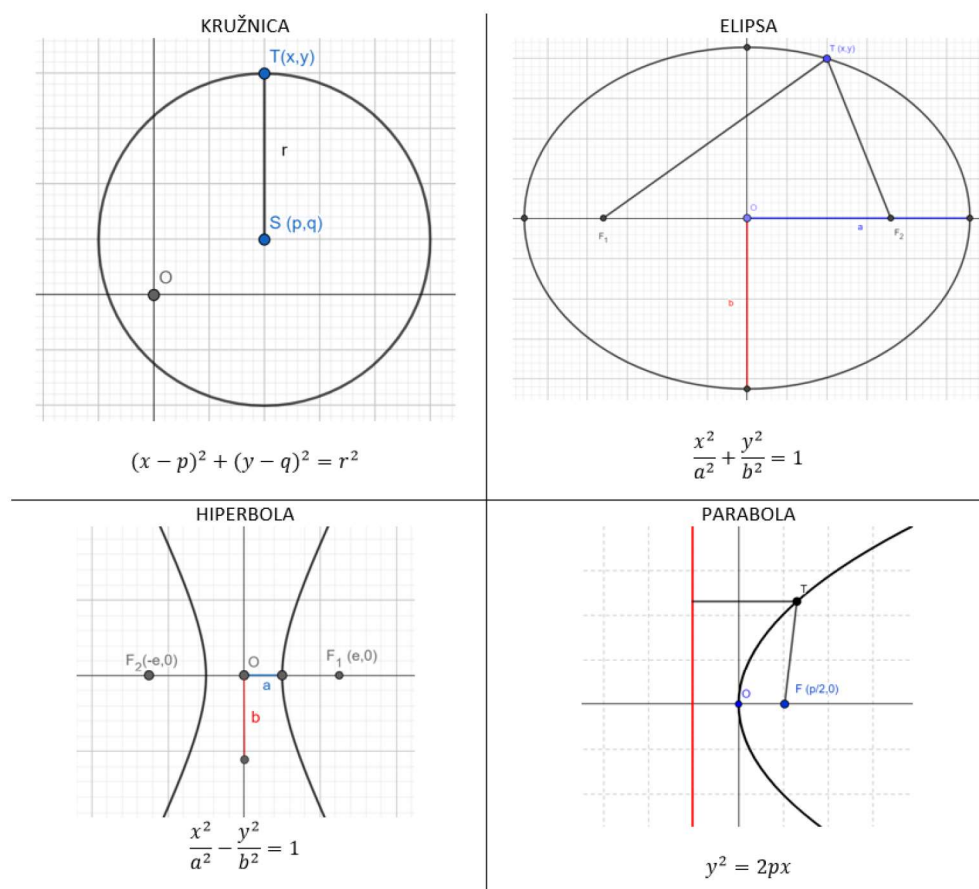 KRUŽNICA
T(x,y)
r
S (p,q)
O
(x − p)² + (y − q)² = r²
ELIPSA
T (x,y)
O
F₁
a
F₂
b
x²/a² + y²/b² = 1
HIPERBOLA
F₂(-e,0)
O
F₁ (e,0)
a
b
x²/a² − y²/b² = 1
PARABOLA
T
O
F (p/2,0)
y² = 2px